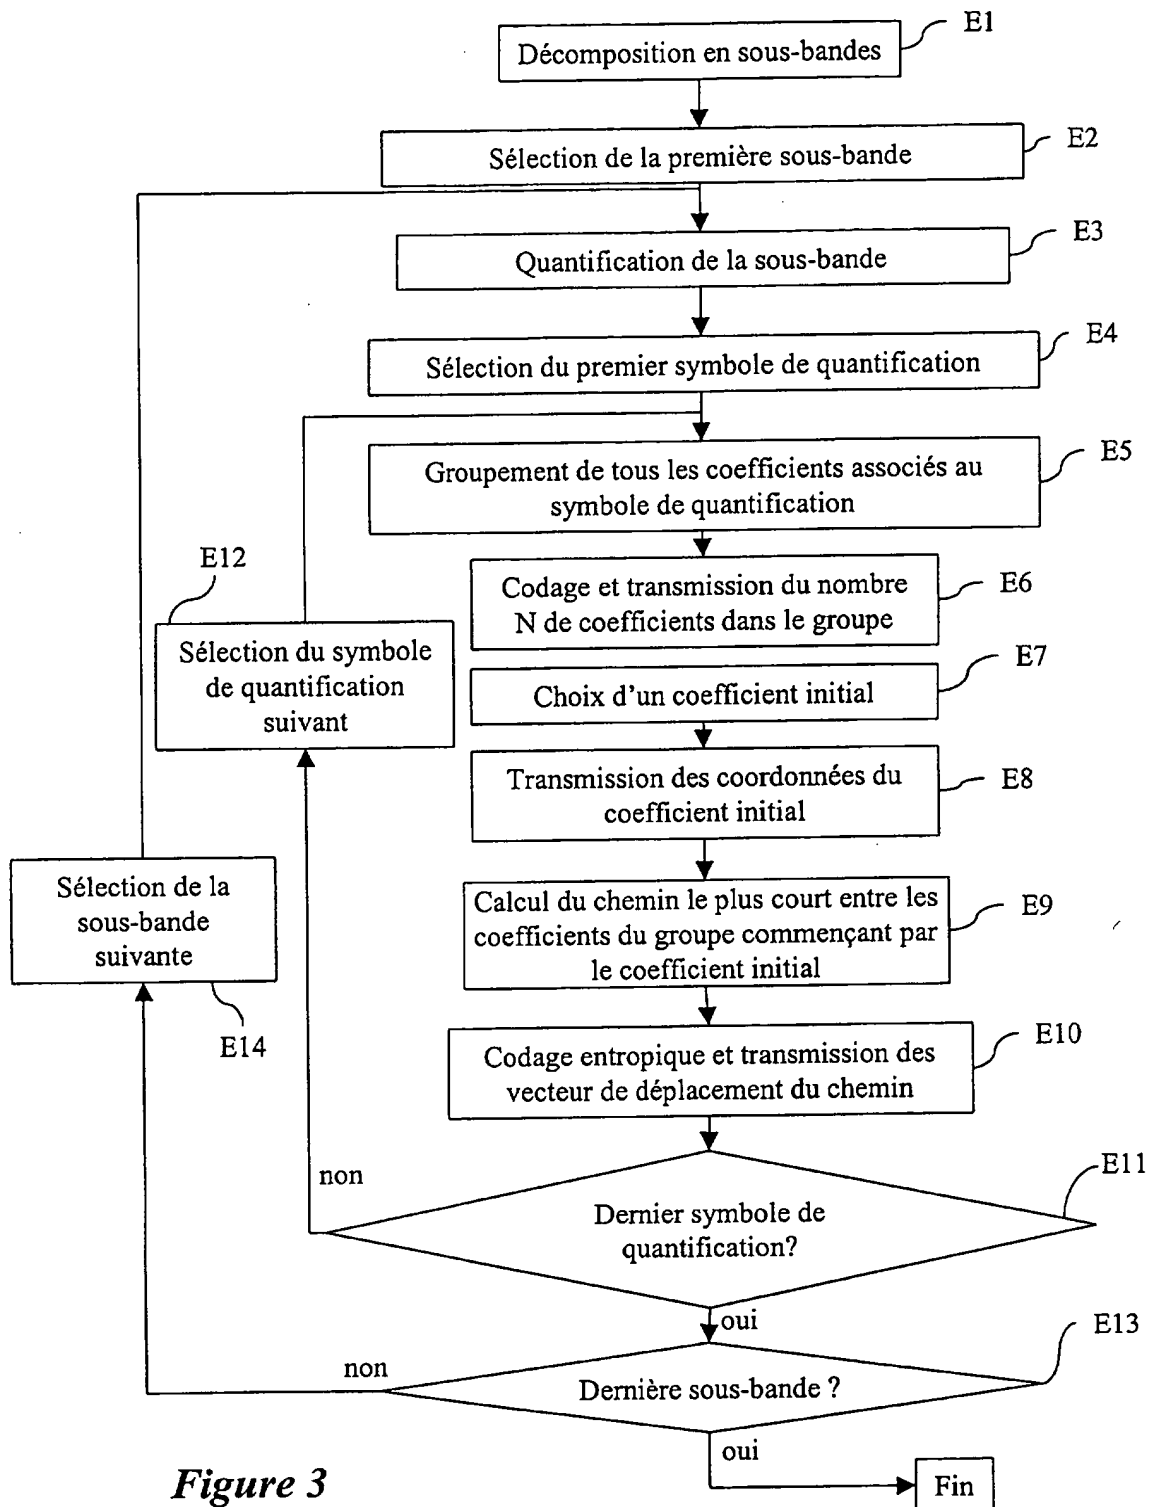 E1
Décomposition en sous-bandes
E2
Sélection de la première sous-bande
E3
Quantification de la sous-bande
E4
Sélection du premier symbole de quantification
E5
Groupement de tous les coefficients associés au
symbole de quantification
E12
E6
Codage et transmission du nombre
N de coefficients dans le groupe
Sélection du symbole
de quantification
suivant
E7
Choix d'un coefficient initial
E8
Transmission des coordonnées du
coefficient initial
Sélection de la
sous-bande
suivante
E9
Calcul du chemin le plus court entre les
coefficients du groupe commençant par
le coefficient initial
E14
E10
Codage entropique et transmission des
vecteur de déplacement du chemin
non
E11
Dernier symbole de
quantification?
oui
E13
non
Dernière sous-bande ?
oui
Figure 3
Fin